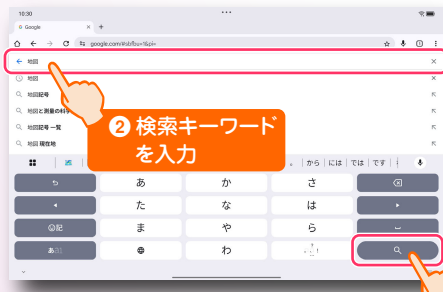 10:30
Google
google.com/#sbfbu=1&pi=
地図
地図
地図記号
地図と測量の科学
地図記号 一覧
地図 現在地
2 検索キーワード
を入力
から
には
では
です
あ
か
さ
た
な
は
記
ま
や
ら
あ
わ
、。?!